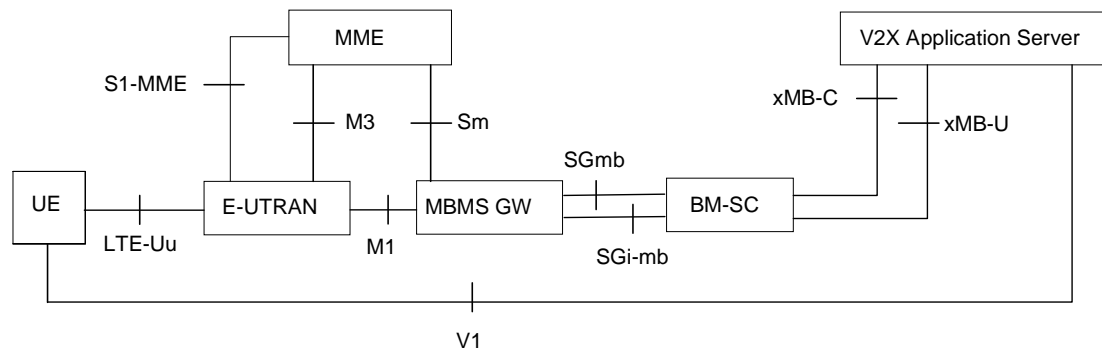 MME
V2X Application Server
S1-MME
xMB-C
M3
Sm
xMB-U
SGmb
UE
E-UTRAN
MBMS GW
BM-SC
LTE-Uu
M1
SGi-mb
V1